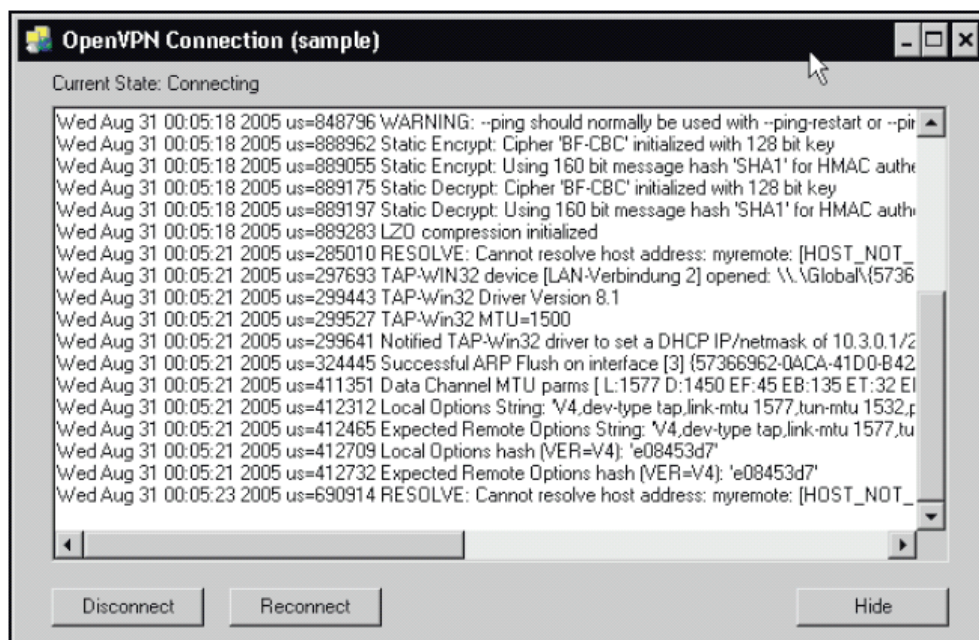 OpenVPN Connection (sample)
Current State: Connecting
Wed Aug 31 00:05:18 2005 us=848796 WARNING: --ping should normally be used with --ping-restart or --pin
Wed Aug 31 00:05:18 2005 us=888962 Static Encrypt: Cipher 'BF-CBC' initialized with 128 bit key
Wed Aug 31 00:05:18 2005 us=889055 Static Encrypt: Using 160 bit message hash 'SHA1' for HMAC authe
Wed Aug 31 00:05:18 2005 us=889175 Static Decrypt: Cipher 'BF-CBC' initialized with 128 bit key
Wed Aug 31 00:05:18 2005 us=889197 Static Decrypt: Using 160 bit message hash 'SHA1' for HMAC auth
Wed Aug 31 00:05:18 2005 us=889283 LZO compression initialized
Wed Aug 31 00:05:21 2005 us=285010 RESOLVE: Cannot resolve host address: myremote: [HOST_NOT_
Wed Aug 31 00:05:21 2005 us=297693 TAP-WIN32 device [LAN-Verbindung 2] opened: \\.\Global\{5736
Wed Aug 31 00:05:21 2005 us=299443 TAP-Win32 Driver Version 8.1
Wed Aug 31 00:05:21 2005 us=299527 TAP-Win32 MTU=1500
Wed Aug 31 00:05:21 2005 us=299641 Notified TAP-Win32 driver to set a DHCP IP/netmask of 10.3.0.1/2
Wed Aug 31 00:05:21 2005 us=324445 Successful ARP Flush on interface [3] {57366962-0ACA-41D0-B42
Wed Aug 31 00:05:21 2005 us=411351 Data Channel MTU parms [ L:1577 D:1450 EF:45 EB:135 ET:32 El
Wed Aug 31 00:05:21 2005 us=412312 Local Options String: 'V4,dev-type tap,link-mtu 1577,tun-mtu 1532,p
Wed Aug 31 00:05:21 2005 us=412465 Expected Remote Options String: 'V4,dev-type tap,link-mtu 1577,tu
Wed Aug 31 00:05:21 2005 us=412709 Local Options hash (VER=V4): 'e08453d7'
Wed Aug 31 00:05:21 2005 us=412732 Expected Remote Options hash (VER=V4): 'e08453d7'
Wed Aug 31 00:05:23 2005 us=690914 RESOLVE: Cannot resolve host address: myremote: [HOST_NOT_
Disconnect Reconnect Hide